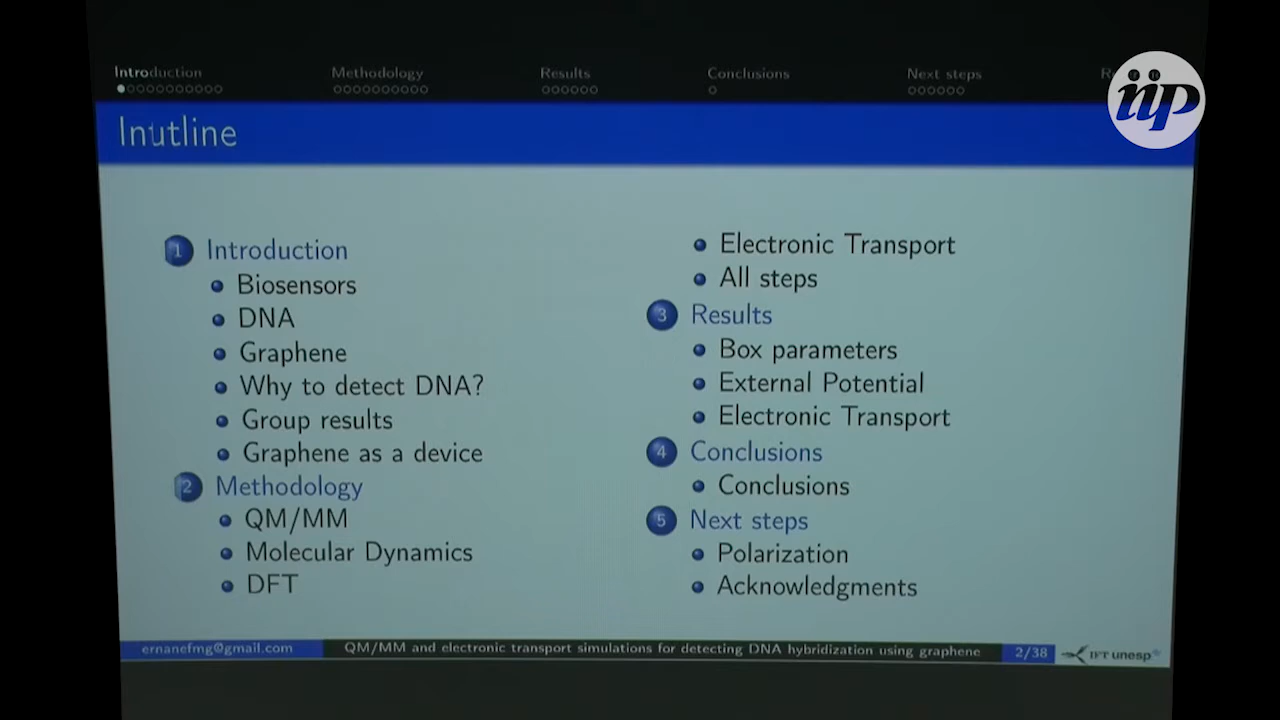 Introduction
Methodology
Results
Conclusions
Next steps
iip
Inutline
1 Introduction
Biosensors
DNA
Graphene
Why to detect DNA?
Group results
Graphene as a device
2 Methodology
QM/MM
Molecular Dynamics
DFT
Electronic Transport
All steps
3 Results
Box parameters
External Potential
Electronic Transport
4 Conclusions
Conclusions
5 Next steps
Polarization
Acknowledgments
ernanefmg@gmail.com
QM/MM and electronic transport simulations for detecting DNA hybridization using graphene
2/38
IFT unesp